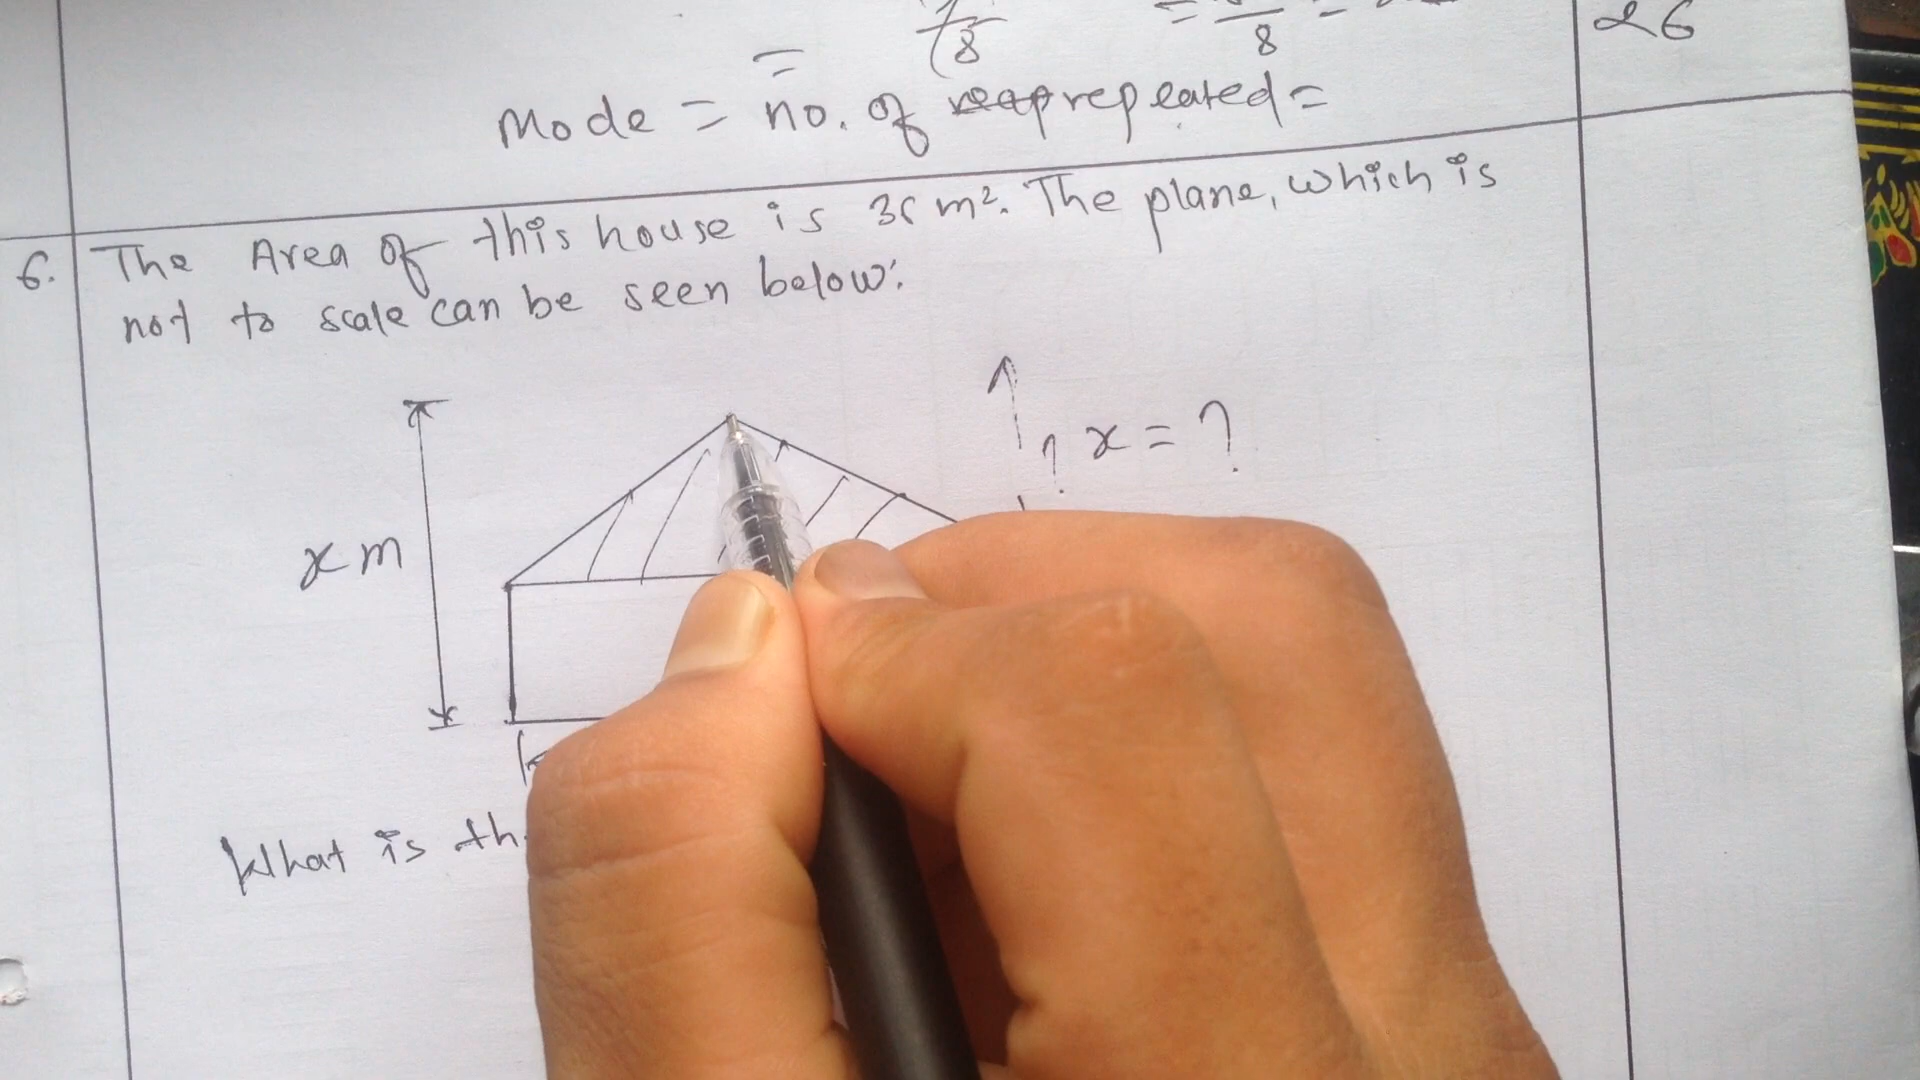 = 7/8 = /8 =
26
Mode = no. of repeated =
6. The Area of this house is 36 m². The plane, which is
not to scale can be seen below:
? x = ?
x m
What is th